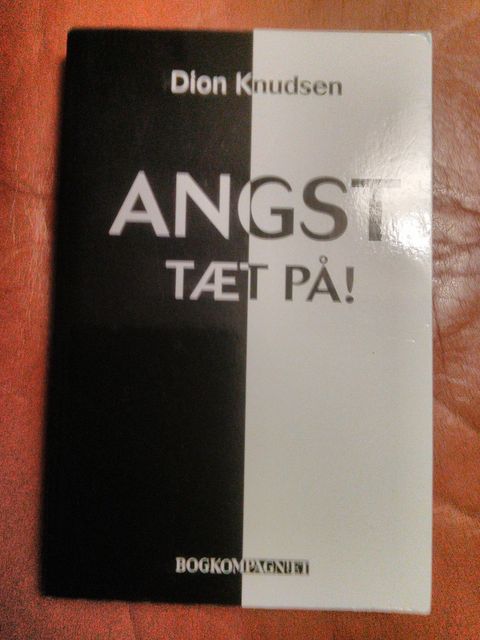 Dion Knudsen
ANGST
TÆT PÅ!
BOGKOMPAGNIET